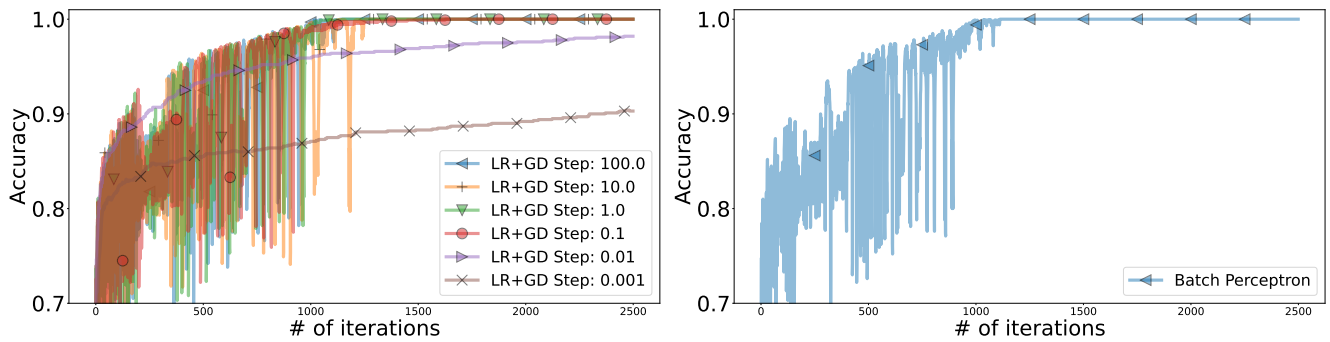 1.0
0.9
0.8
0.7
Accuracy
0 500 1000 1500 2000 2500
# of iterations
LR+GD Step: 100.0
LR+GD Step: 10.0
LR+GD Step: 1.0
LR+GD Step: 0.1
LR+GD Step: 0.01
LR+GD Step: 0.001
1.0
0.9
0.8
0.7
Accuracy
0 500 1000 1500 2000 2500
# of iterations
Batch Perceptron